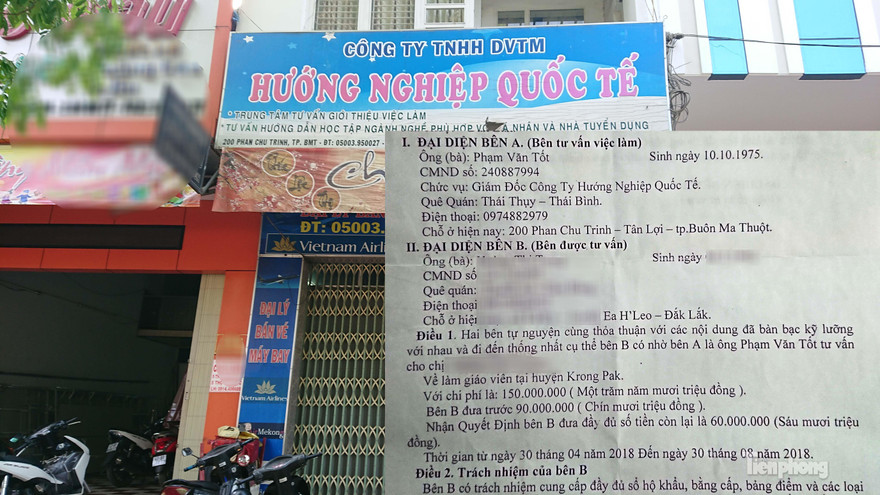 CÔNG TY TNHH DVTM
HƯỚNG NGHIỆP QUỐC TẾ
* TRUNG TÂM TƯ VẤN GIỚI THIỆU VIỆC LÀM
* TƯ VẤN HƯỚNG DẪN HỌC TẬP NGÀNH NGHỀ PHÙ HỢP VỚI CÁ NHÂN VÀ NHÀ TUYỂN DỤNG
200 PHAN CHU TRINH, TP. BMT - ĐT: 05003.950027 -
ĐT: 05003.
Vietnam Airlines
ĐẠI LÝ
BÁN VÉ
MÁY BAY
Vietnam Airlines
Mekong
I. ĐẠI DIỆN BÊN A. (Bên tư vấn việc làm)
Ông (bà): Phạm Văn Tốt Sinh ngày 10.10.1975.
CMND số: 240887994
Chức vụ: Giám Đốc Công Ty Hướng Nghiệp Quốc Tế.
Quê Quán: Thái Thụy – Thái Bình.
Điện thoại: 0974882979
Chỗ ở hiện nay: 200 Phan Chu Trinh – Tân Lợi – tp.Buôn Ma Thuột.
II. ĐẠI DIỆN BÊN B. (Bên được tư vấn)
Ông (bà): Sinh ngày
CMND số
Quê quán:
Điện thoại
Chỗ ở hiện Ea H'Leo – Đắk Lắk.
Điều 1. Hai bên tự nguyện cùng thỏa thuận với các nội dung đã bàn bạc kỹ lưỡng
với nhau và đi đến thống nhất cụ thể bên B có nhờ bên A là ông Phạm Văn Tốt tư vấn
cho chị
Về làm giáo viên tại huyện Krong Pak.
Với chi phí là: 150.000.000 ( Một trăm năm mươi triệu đồng ).
Bên B đưa trước 90.000.000 ( Chín mươi triệu đồng ).
Nhận Quyết Định bên B đưa đầy đủ số tiền còn lại là 60.000.000 (Sáu mươi triệu
đồng).
Thời gian từ ngày 30 tháng 04 năm 2018 Đến ngày 30 tháng 08 năm 2018.
Điều 2. Trách nhiệm của bên B
Bên B có trách nhiệm cung cấp đầy đủ sổ hộ khẩu, bằng cấp, bảng điểm và các loại
tienphong